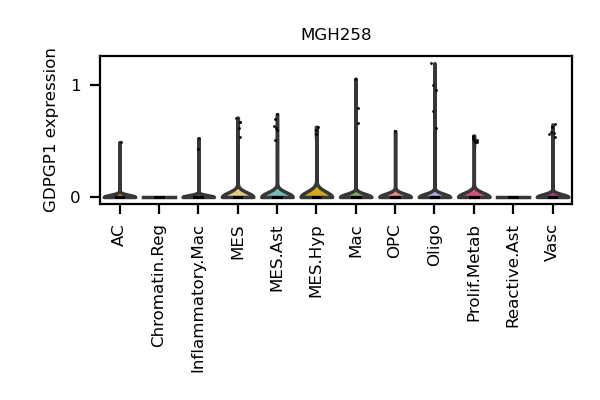 MGH258
GDPGP1 expression
1
0
AC
Chromatin.Reg
Inflammatory.Mac
MES
MES.Ast
MES.Hyp
Mac
OPC
Oligo
Prolif.Metab
Reactive.Ast
Vasc